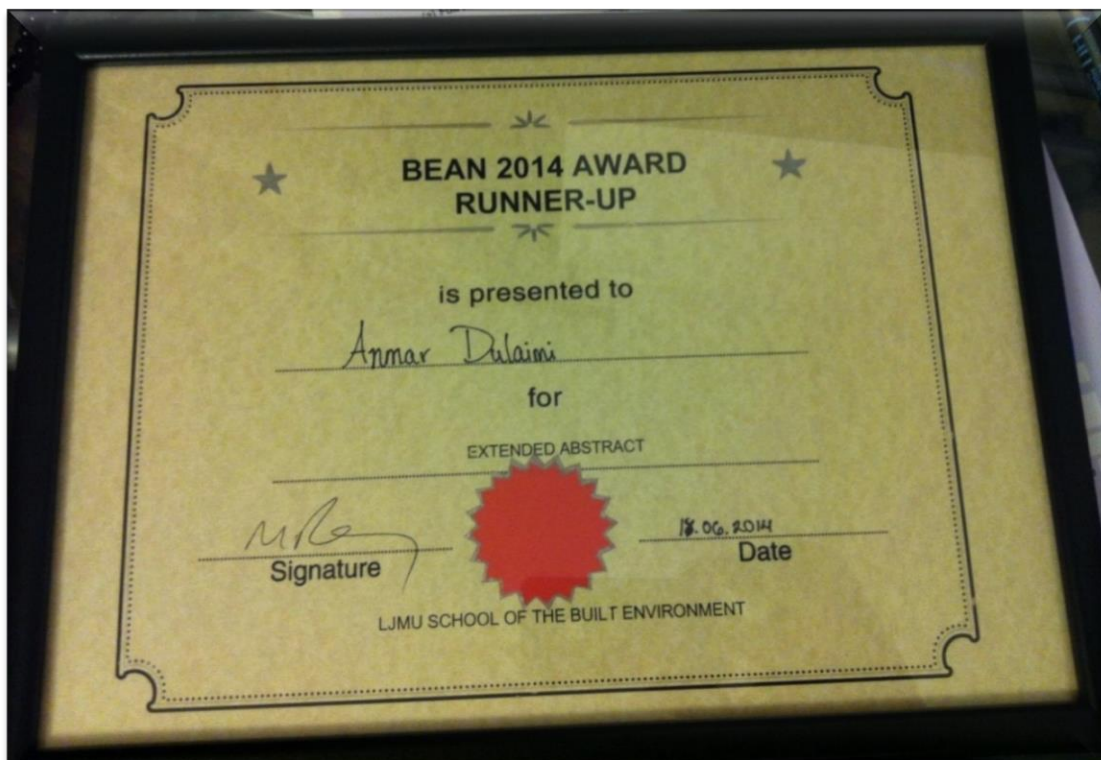 BEAN 2014 AWARD
RUNNER-UP
is presented to
Anmar Dulaimi
for
EXTENDED ABSTRACT
Signature
.06.2014
Date
LJMU SCHOOL OF THE BUILT ENVIRONMENT